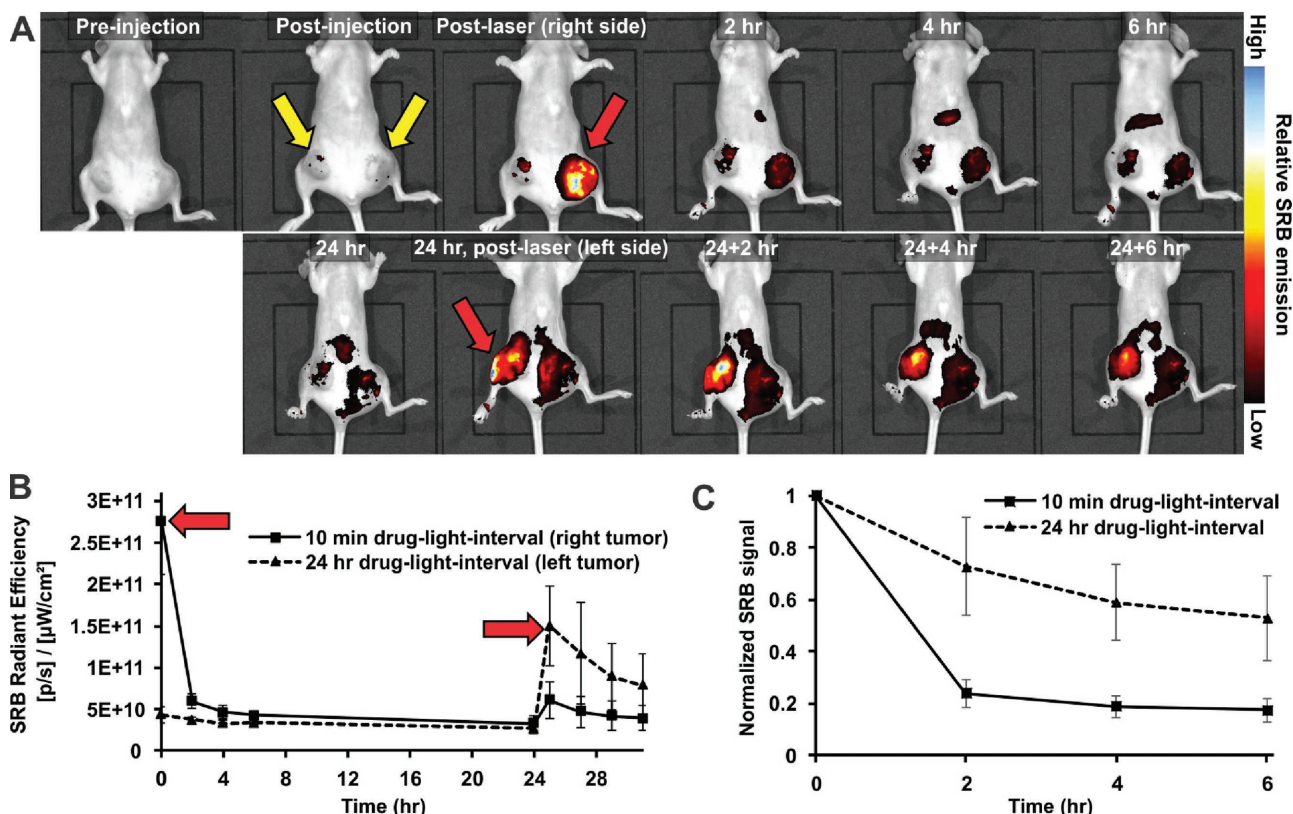 A
Pre-injection
Post-injection
Post-laser (right side)
2 hr
4 hr
6 hr
24 hr
24 hr, post-laser (left side)
24+2 hr
24+4 hr
24+6 hr
High
Relative SRB emission
Low
B
SRB Radiant Efficiency
[p/s] / [µW/cm²]
3E+11
2.5E+11
2E+11
1.5E+11
1E+11
5E+10
0
10 min drug-light-interval (right tumor)
24 hr drug-light-interval (left tumor)
0 4 8 12 16 20 24 28
Time (hr)
C
Normalized SRB signal
1
0.8
0.6
0.4
0.2
0
10 min drug-light-interval
24 hr drug-light-interval
0 2 4 6
Time (hr)